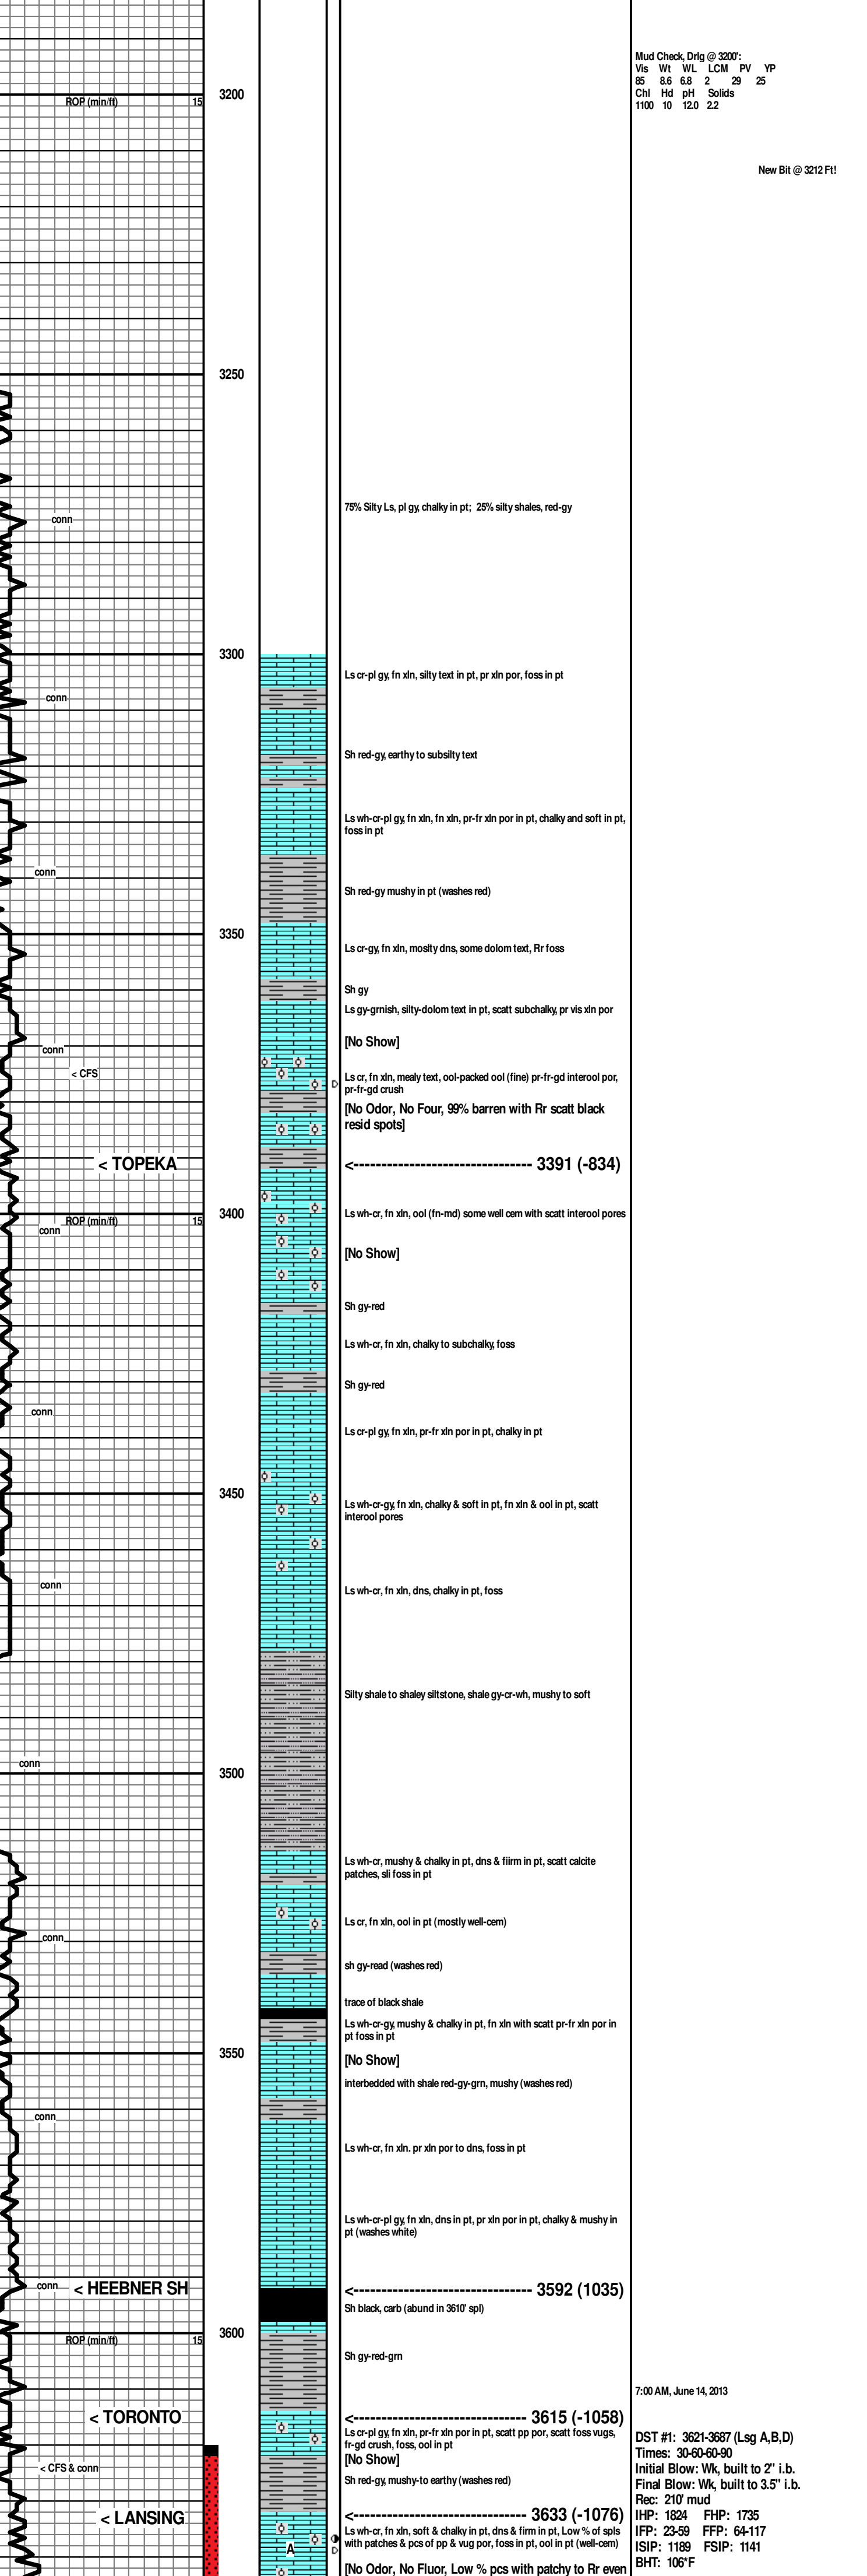 Mud Check, Drlg @ 3200':
Vis Wt WL LCM PV YP
85 8.6 6.8 2 29 25
Chl Hd pH Solids
1100 10 12.0 2.2
ROP (min/ft) 15
3200
New Bit @ 3212 Ft!
3250
75% Silty Ls, pl gy, chalky in pt; 25% silty shales, red-gy
conn
3300
Ls cr-pl gy, fn xln, silty text in pt, pr xln por, foss in pt
conn
Sh red-gy, earthy to subsilty text
Ls wh-cr-pl gy, fn xln, fn xln, pr-fr xln por in pt, chalky and soft in pt,
foss in pt
conn
Sh red-gy mushy in pt (washes red)
3350
Ls cr-gy, fn xln, moslty dns, some dolom text, Rr foss
Sh gy
Ls gy-grnish, silty-dolom text in pt, scatt subchalky, pr vis xln por
[No Show]
conn
< CFS
Ls cr, fn xln, mealy text, ool-packed ool (fine) pr-fr-gd interool por,
pr-fr-gd crush
D
[No Odor, No Four, 99% barren with Rr scatt black
resid spots]
< TOPEKA
<-------------------------------- 3391 (-834)
3400
Ls wh-cr, fn xln, ool (fn-md) some well cem with scatt interool pores
ROP (min/ft) 15
conn
[No Show]
Sh gy-red
Ls wh-cr, fn xln, chalky to subchalky, foss
Sh gy-red
conn
Ls cr-pl gy, fn xln, pr-fr xln por in pt, chalky in pt
3450
Ls wh-cr-gy, fn xln, chalky & soft in pt, fn xln & ool in pt, scatt
interool pores
conn
Ls wh-cr, fn xln, dns, chalky in pt, foss
Silty shale to shaley siltstone, shale gy-cr-wh, mushy to soft
conn
3500
Ls wh-cr, mushy & chalky in pt, dns & fiirm in pt, scatt calcite
patches, sli foss in pt
Ls cr, fn xln, ool in pt (mostly well-cem)
conn
sh gy-read (washes red)
trace of black shale
Ls wh-cr-gy, mushy & chalky in pt, fn xln with scatt pr-fr xln por in
pt foss in pt
3550
[No Show]
interbedded with shale red-gy-grn, mushy (washes red)
conn
Ls wh-cr, fn xln. pr xln por to dns, foss in pt
Ls wh-cr-pl gy, fn xln, dns in pt, pr xln por in pt, chalky & mushy in
pt (washes white)
conn
< HEEBNER SH
<-------------------------------- 3592 (1035)
Sh black, carb (abund in 3610' spl)
3600
ROP (min/ft) 15
Sh gy-red-grn
7:00 AM, June 14, 2013
< TORONTO
<------------------------------- 3615 (-1058)
Ls cr-pl gy, fn xln, pr-fr xln por in pt, scatt pp por, scatt foss vugs,
fr-gd crush, foss, ool in pt
[No Show]
< CFS & conn
Sh red-gy, mushy-to earthy (washes red)
DST #1: 3621-3687 (Lsg A,B,D)
Times: 30-60-60-90
Initial Blow: Wk, built to 2" i.b.
Final Blow: Wk, built to 3.5" i.b.
Rec: 210' mud
IHP: 1824 FHP: 1735
IFP: 23-59 FFP: 64-117
ISIP: 1189 FSIP: 1141
BHT: 106°F
< LANSING
<-------------------------------- 3633 (-1076)
Ls wh-cr, fn xln, soft & chalky in pt, dns & firm in pt, Low % of spls
with patches & pcs of pp & vug por, foss in pt, ool in pt (well-cem)
A
D
[No Odor, No Fluor, Low % pcs with patchy to Rr even